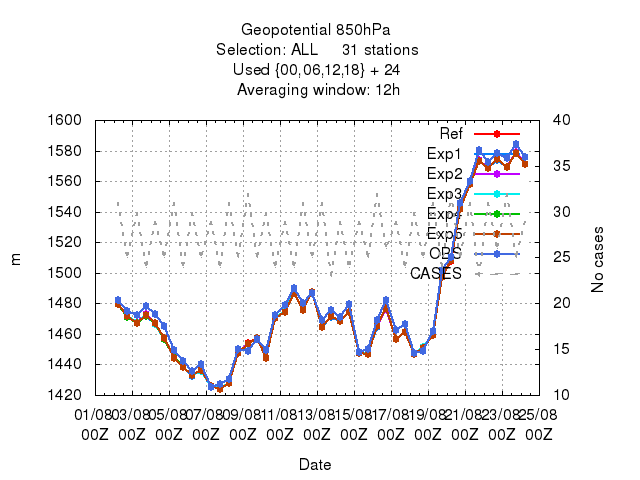 Geopotential 850hPa
Selection: ALL 31 stations
Used {00,06,12,18} + 24
Averaging window: 12h
1600
1580
1560
1540
1520
1500
1480
1460
1440
1420
m
40
35
30
25
20
15
10
No cases
Ref
Exp1
Exp2
Exp3
Exp4
Exp5
OBS
CASES
01/08 03/08 05/08 07/08 09/08 11/08 13/08 15/08 17/08 19/08 21/08 23/08 25/08
00Z 00Z 00Z 00Z 00Z 00Z 00Z 00Z 00Z 00Z 00Z 00Z 00Z
Date